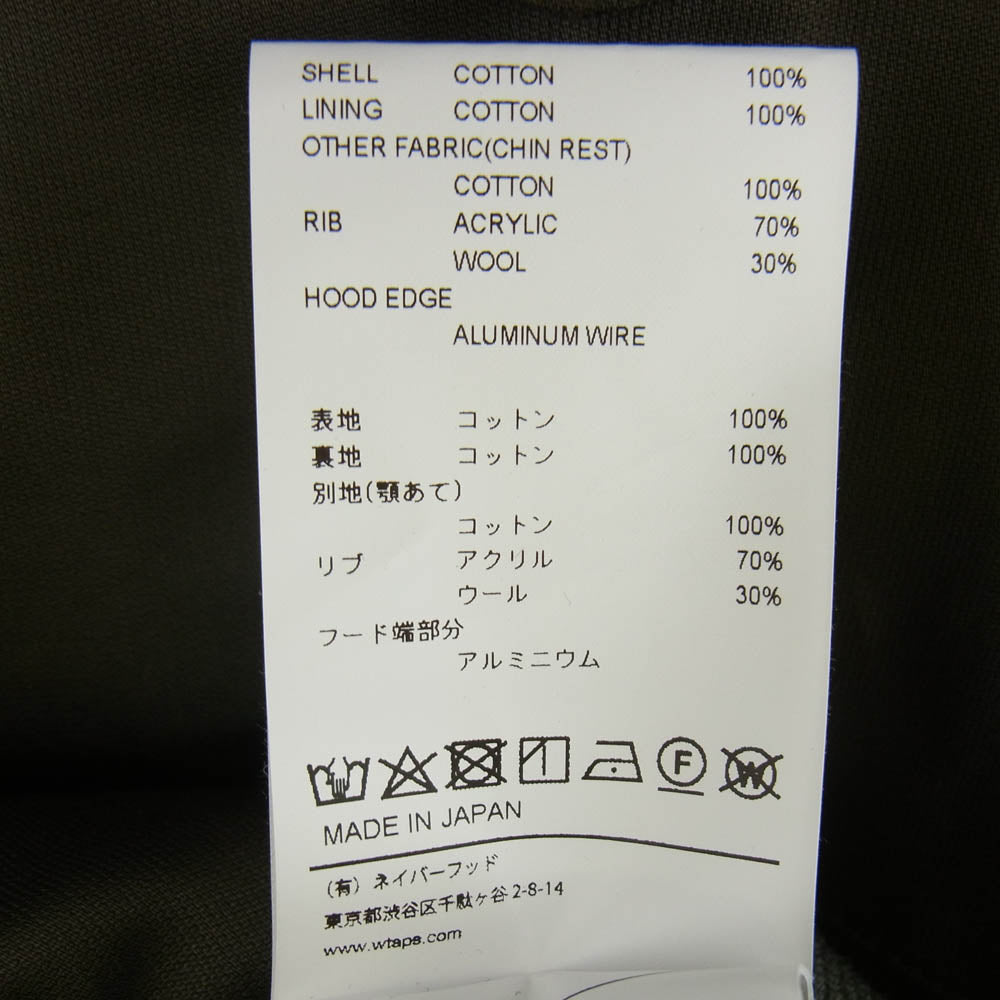 SHELL COTTON 100%
LINING COTTON 100%
OTHER FABRIC(CHIN REST)
COTTON 100%
RIB ACRYLIC 70%
WOOL 30%
HOOD EDGE
ALUMINUM WIRE
表地 コットン 100%
裏地 コットン 100%
別地(顎あて)
コットン 100%
リブ アクリル 70%
ウール 30%
フード端部分
アルミニウム
F W
MADE IN JAPAN
(有) ネイバーフッド
東京都渋谷区千駄ヶ谷 2-8-14
www.wtaps.com